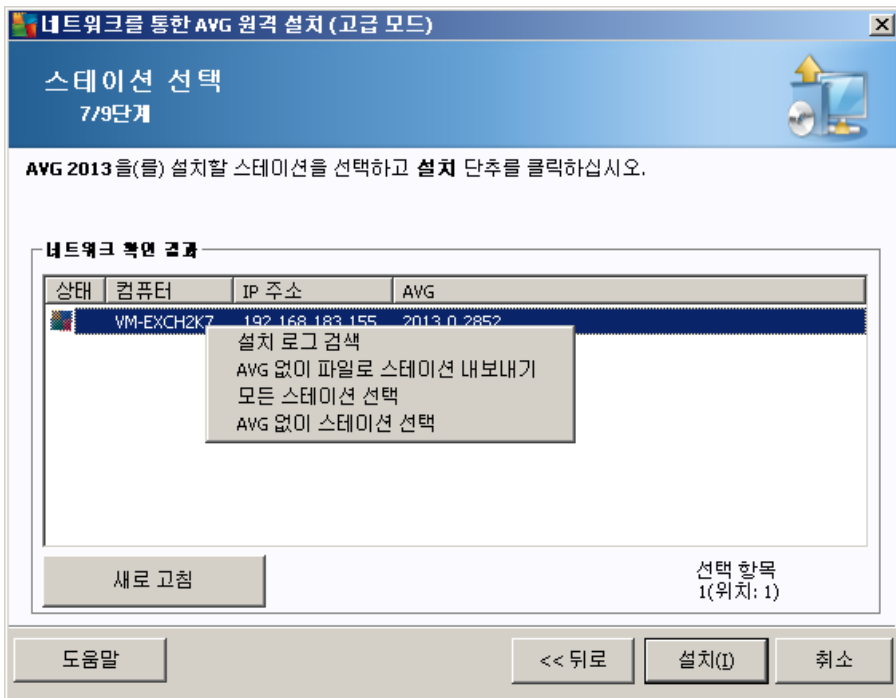 네트워크를 통한 AVG 원격 설치 (고급 모드)
스테이션 선택
7/9단계
AVG 2013을(를) 설치할 스테이션을 선택하고 설치 단추를 클릭하십시오.
네트워크 확인 결과
상태 컴퓨터 IP 주소 AVG
VM-EXCH2K7 192.168.183.155 2013.0.2852
설치 로그 검색
AVG 없이 파일로 스테이션 내보내기
모든 스테이션 선택
AVG 없이 스테이션 선택
새로 고침
선택 항목
1(위치: 1)
도움말
<< 뒤로
설치(I)
취소